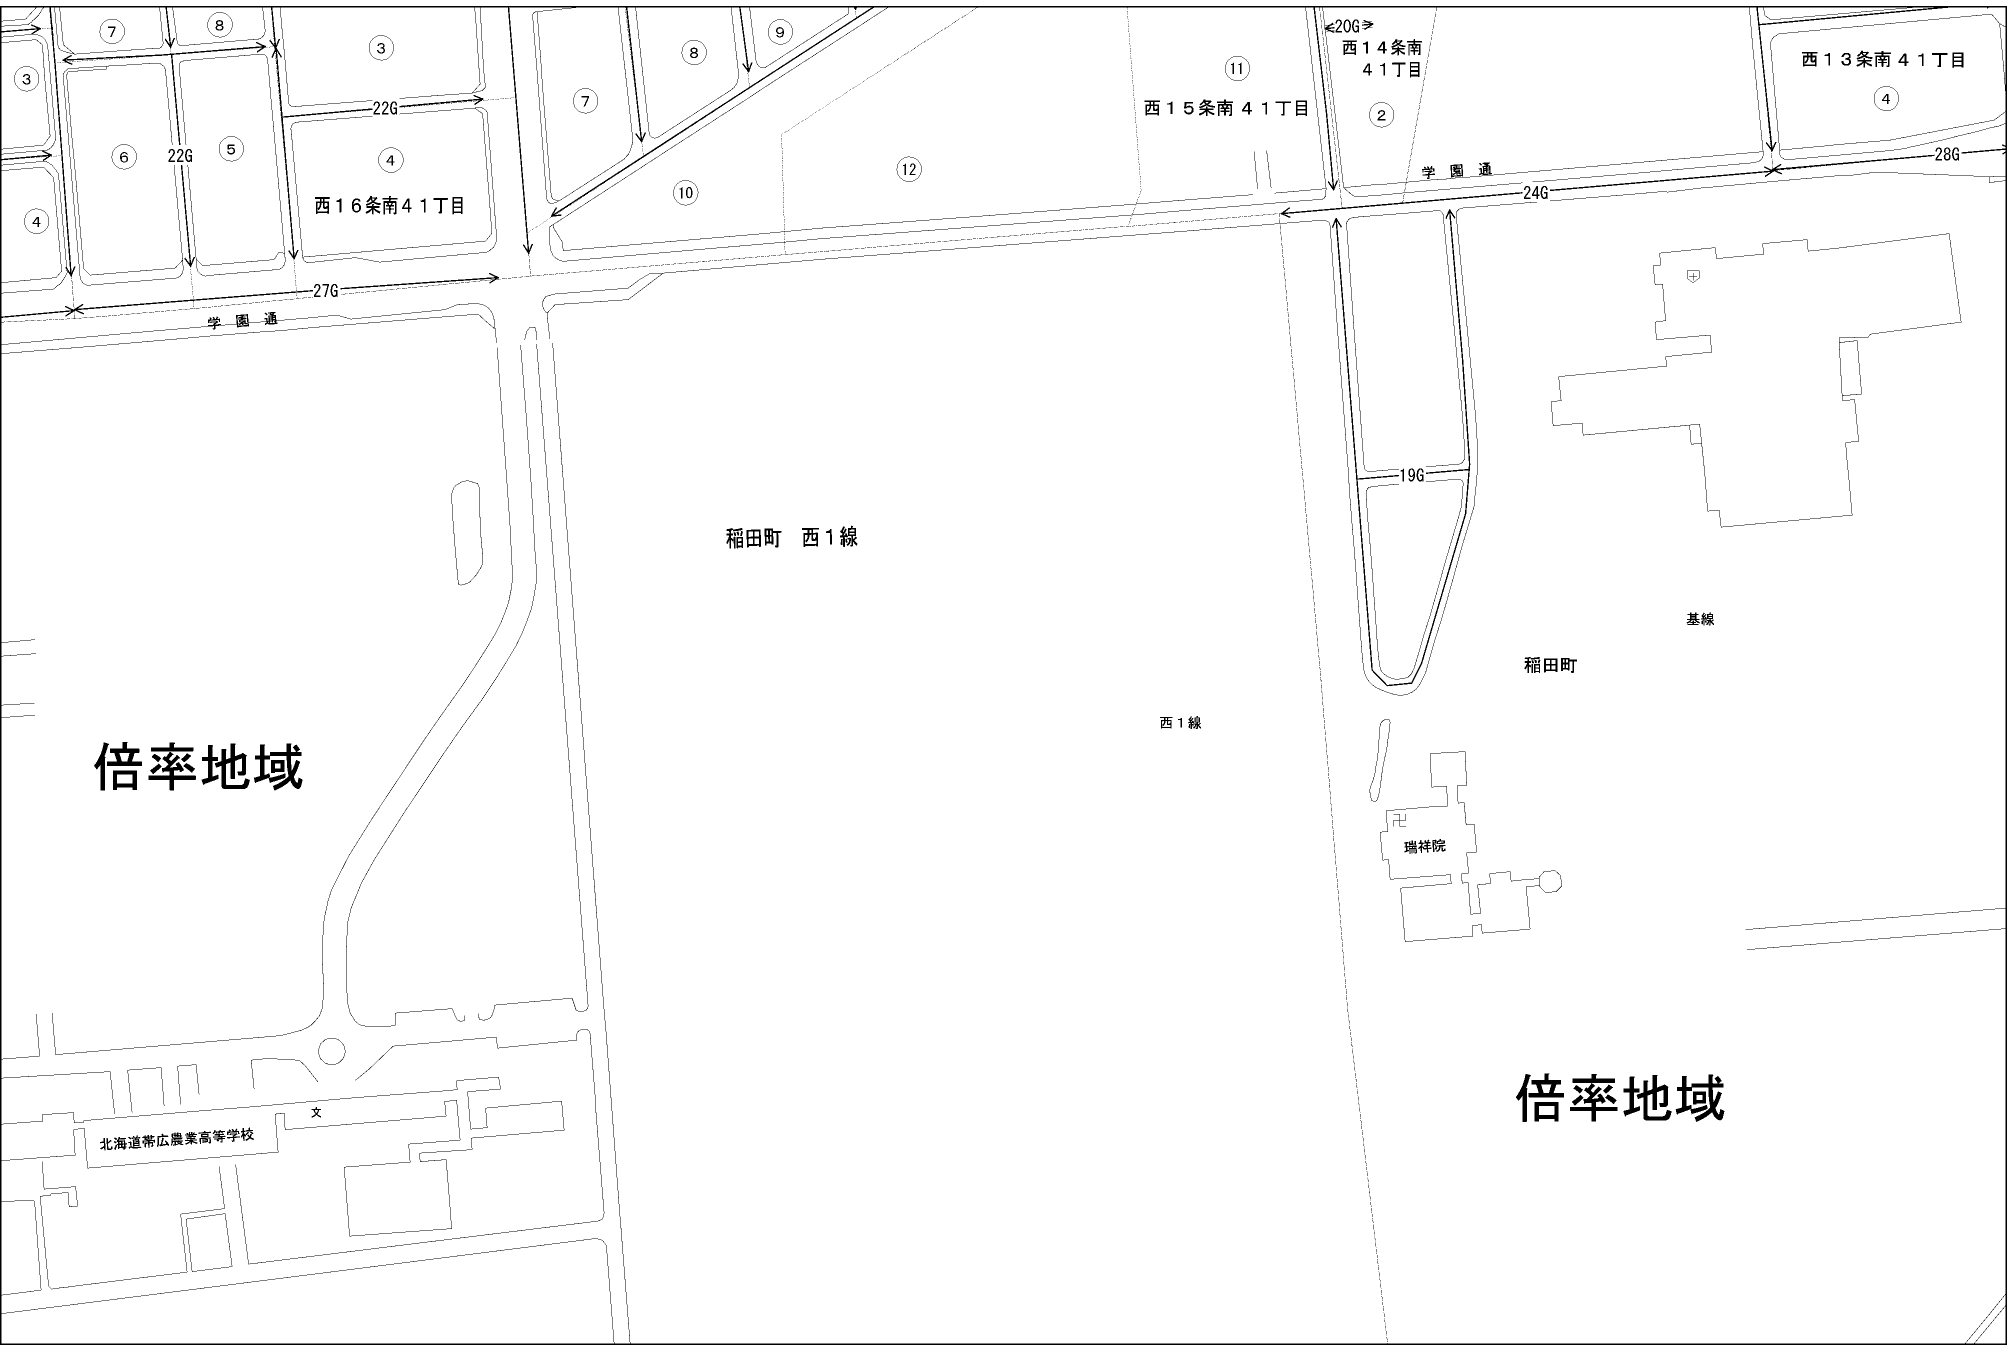 7
8
3
3
22G
4
6
22G
5
4
西１６条南４１丁目
7
8
9
10
12
11
西１５条南４１丁目
20G
西１４条南
４１丁目
2
西１３条南４１丁目
4
学園通
24G
28G
27G
学園通
19G
稲田町　西１線
基線
稲田町
西１線
倍率地域
卍
瑞祥院
倍率地域
文
北海道帯広農業高等学校